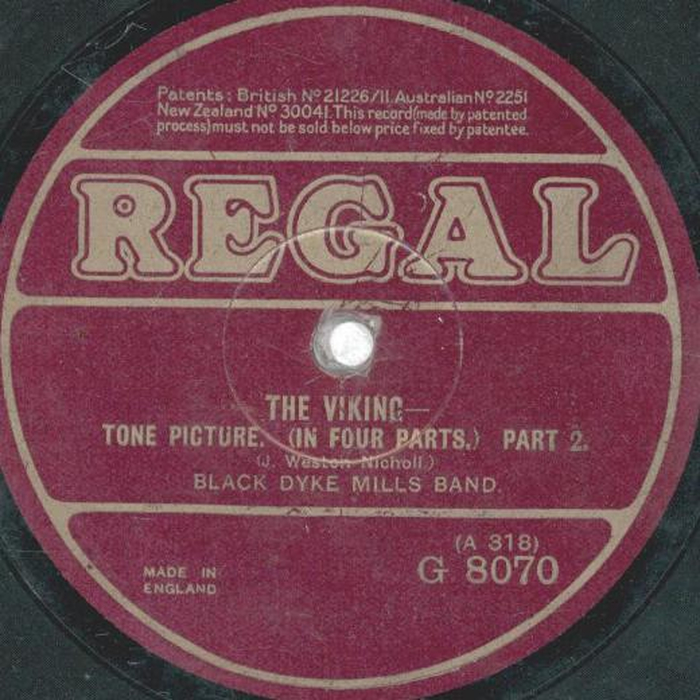 Patents: British Nº 21226/11 Australian Nº 2251
New Zealand Nº 30041 This record (made by patented
process) must not be sold below price fixed by patentee.
REGAL
THE VIKING—
TONE PICTURE. (IN FOUR PARTS.) PART 2.
(J. Weston Nicholl.)
BLACK DYKE MILLS BAND.
(A 318)
G 8070
MADE IN
ENGLAND